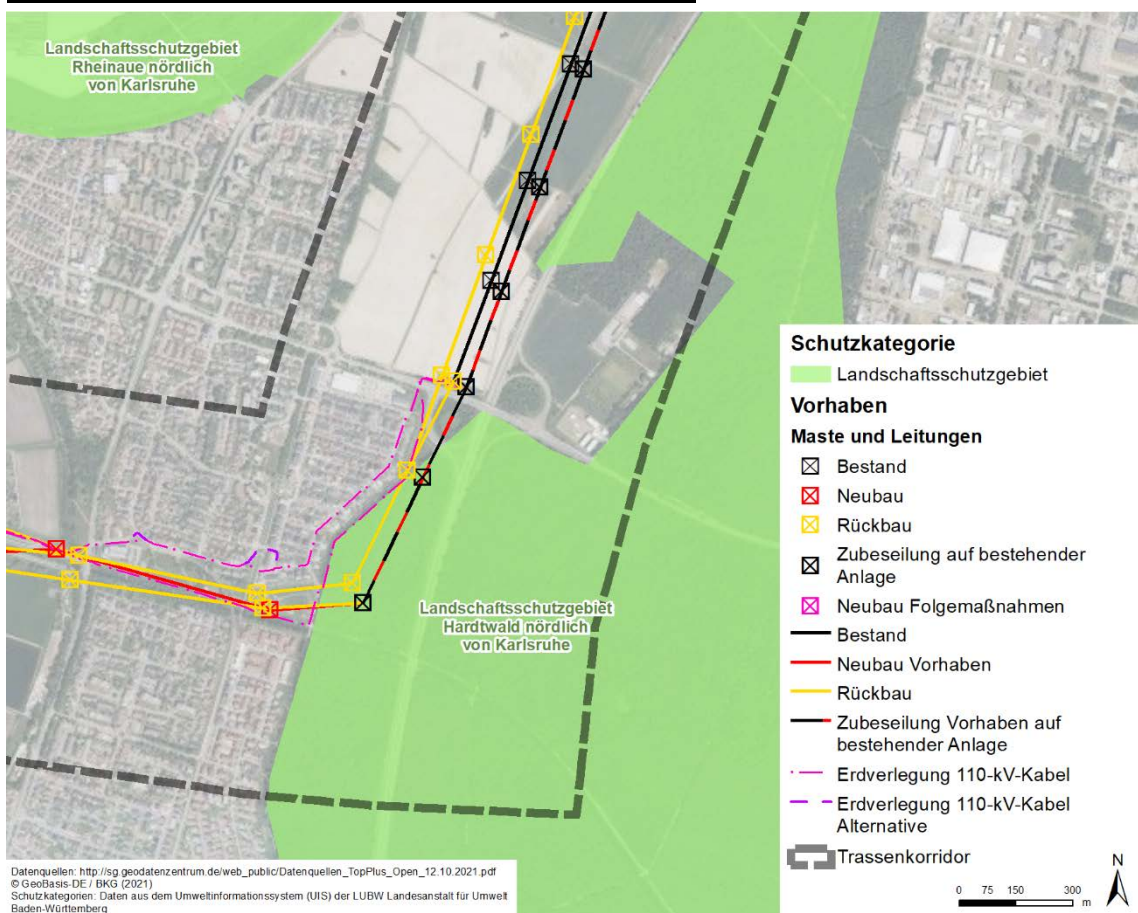 Landschaftsschutzgebiet
Rheinaue nördlich
von Karlsruhe
Landschaftsschutzgebiet
Hardtwald nördlich
von Karlsruhe
Schutzkategorie
Landschaftsschutzgebiet
Vorhaben
Maste und Leitungen
Bestand
Neubau
Rückbau
Zubeseilung auf bestehender
Anlage
Neubau Folgemaßnahmen
Bestand
Neubau Vorhaben
Rückbau
Zubeseilung Vorhaben auf
bestehender Anlage
Erdverlegung 110-kV-Kabel
Erdverlegung 110-kV-Kabel
Alternative
Trassenkorridor
N
0 75 150 300
m
Datenquellen: http://sg.geodatenzentrum.de/web_public/Datenquellen_TopPlus_Open_12.10.2021.pdf
© GeoBasis-DE / BKG (2021)
Schutzkategorien: Daten aus dem Umweltinformationssystem (UIS) der LUBW Landesanstalt für Umwelt
Baden-Württemberg